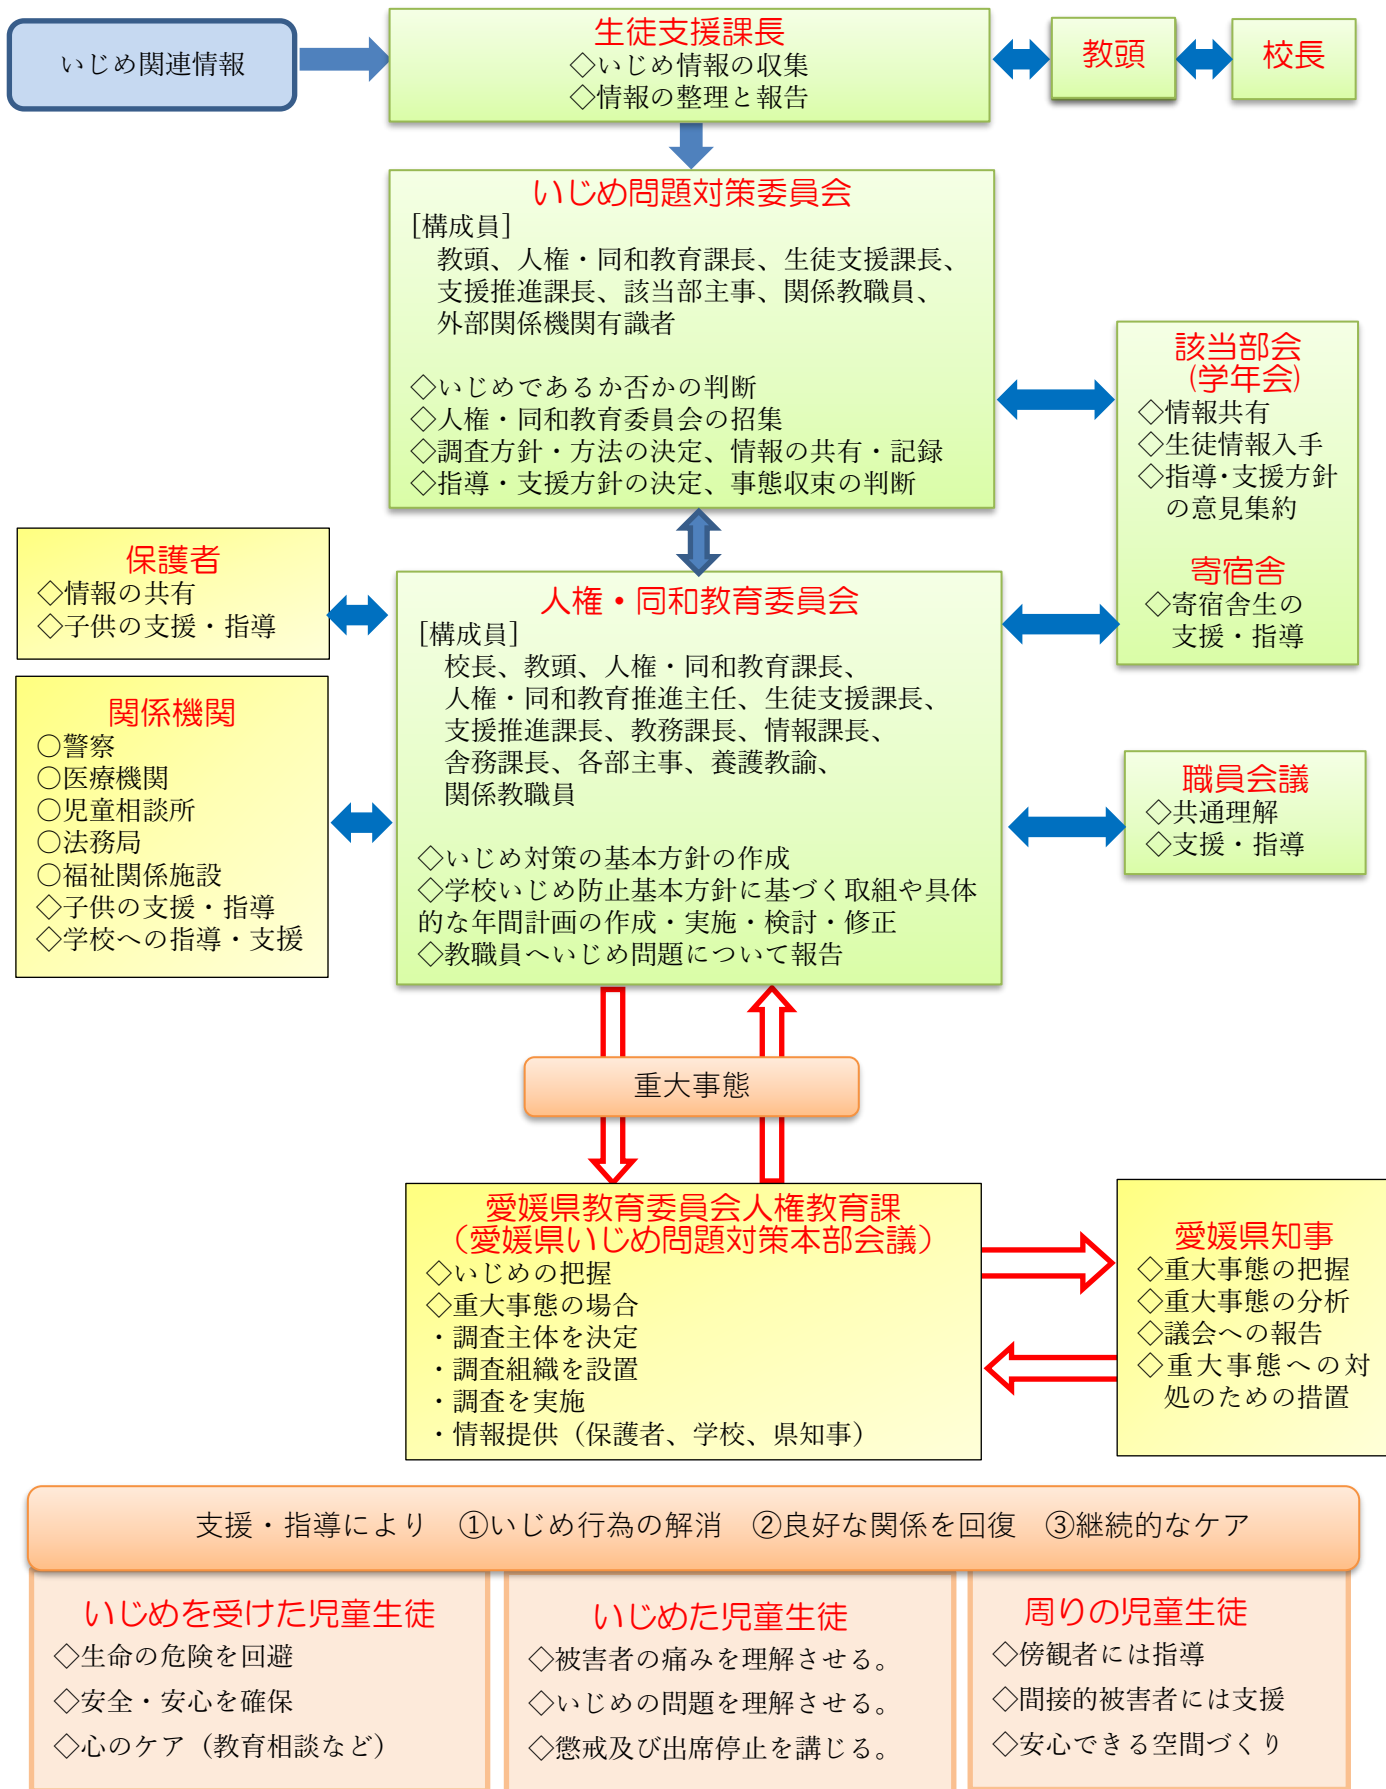 いじめ関連情報
生徒支援課長
◇いじめ情報の収集
◇情報の整理と報告
教頭
校長
いじめ問題対策委員会
[構成員]
教頭、人権・同和教育課長、生徒支援課長、
支援推進課長、該当部主事、関係教職員、
外部関係機関有識者
◇いじめであるか否かの判断
◇人権・同和教育委員会の招集
◇調査方針・方法の決定、情報の共有・記録
◇指導・支援方針の決定、事態収束の判断
該当部会
(学年会)
◇情報共有
◇生徒情報入手
◇指導・支援方針
の意見集約
寄宿舎
◇寄宿舎生の
支援・指導
保護者
◇情報の共有
◇子供の支援・指導
関係機関
○警察
○医療機関
○児童相談所
○法務局
○福祉関係施設
◇子供の支援・指導
◇学校への指導・支援
人権・同和教育委員会
[構成員]
校長、教頭、人権・同和教育課長、
人権・同和教育推進主任、生徒支援課長、
支援推進課長、教務課長、情報課長、
舎務課長、各部主事、養護教諭、
関係教職員
◇いじめ対策の基本方針の作成
◇学校いじめ防止基本方針に基づく取組や具体
的な年間計画の作成・実施・検討・修正
◇教職員へいじめ問題について報告
職員会議
◇共通理解
◇支援・指導
重大事態
愛媛県教育委員会人権教育課
（愛媛県いじめ問題対策本部会議）
◇いじめの把握
◇重大事態の場合
・調査主体を決定
・調査組織を設置
・調査を実施
・情報提供（保護者、学校、県知事）
愛媛県知事
◇重大事態の把握
◇重大事態の分析
◇議会への報告
◇重大事態への対
処のための措置
支援・指導により　①いじめ行為の解消　②良好な関係を回復　③継続的なケア
いじめを受けた児童生徒
◇生命の危険を回避
◇安全・安心を確保
◇心のケア（教育相談など）
いじめた児童生徒
◇被害者の痛みを理解させる。
◇いじめの問題を理解させる。
◇懲戒及び出席停止を講じる。
周りの児童生徒
◇傍観者には指導
◇間接的被害者には支援
◇安心できる空間づくり